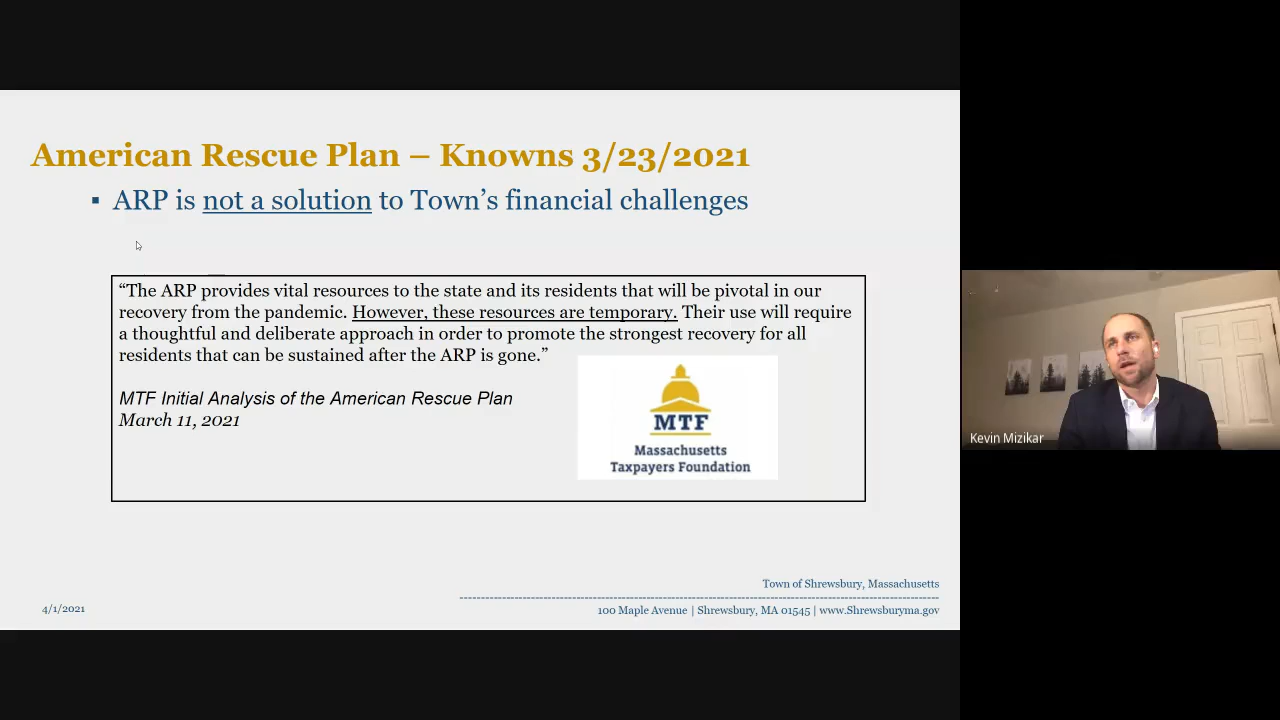 American Rescue Plan – Knowns 3/23/2021
▪ ARP is not a solution to Town's financial challenges
“The ARP provides vital resources to the state and its residents that will be pivotal in our
recovery from the pandemic. However, these resources are temporary. Their use will require
a thoughtful and deliberate approach in order to promote the strongest recovery for all
residents that can be sustained after the ARP is gone.”
MTF Initial Analysis of the American Rescue Plan
March 11, 2021
MTF
Massachusetts
Taxpayers Foundation
Town of Shrewsbury, Massachusetts
4/1/2021
100 Maple Avenue | Shrewsbury, MA 01545 | www.Shrewsburyma.gov
Kevin Mizikar